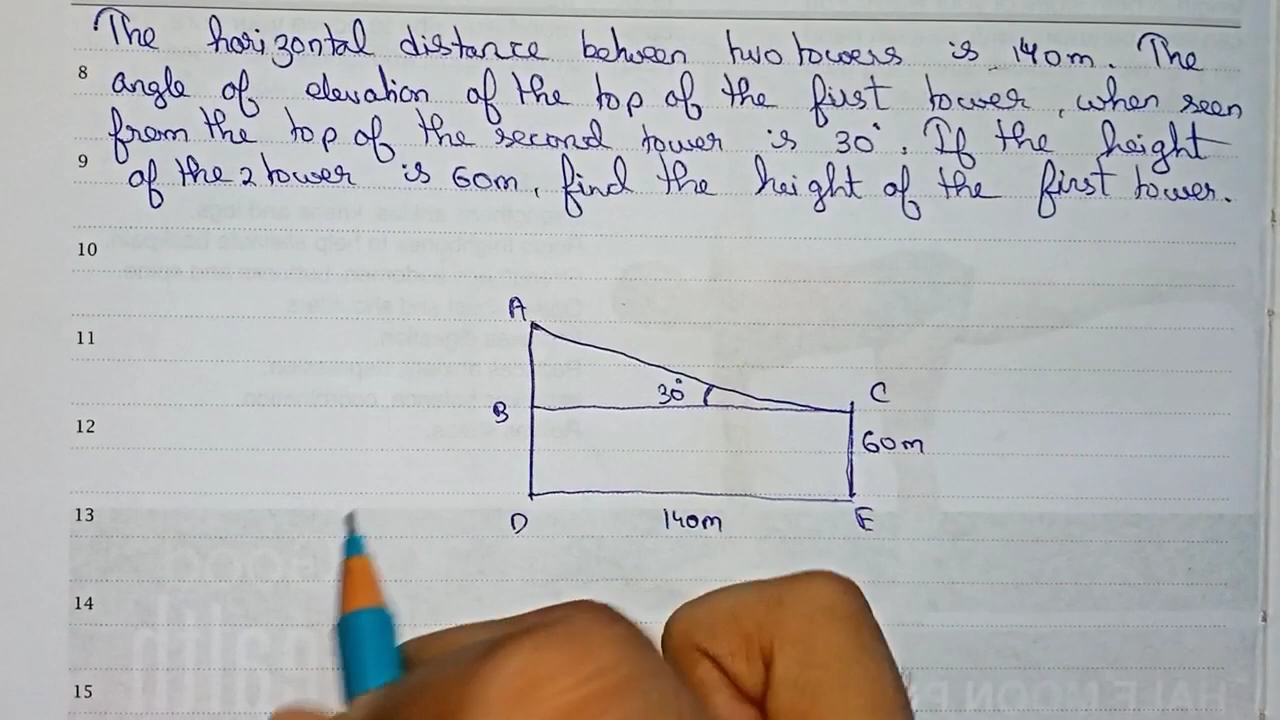 The horizontal distance between two towers is 140m. The
8
angle of elevation of the top of the first tower, when seen
from the top of the second tower is 30°. If the height
9
of the 2 tower is 60m, find the height of the first tower.
10
A
11
30°
C
B
12
60m
13
D
140m
E
14
15